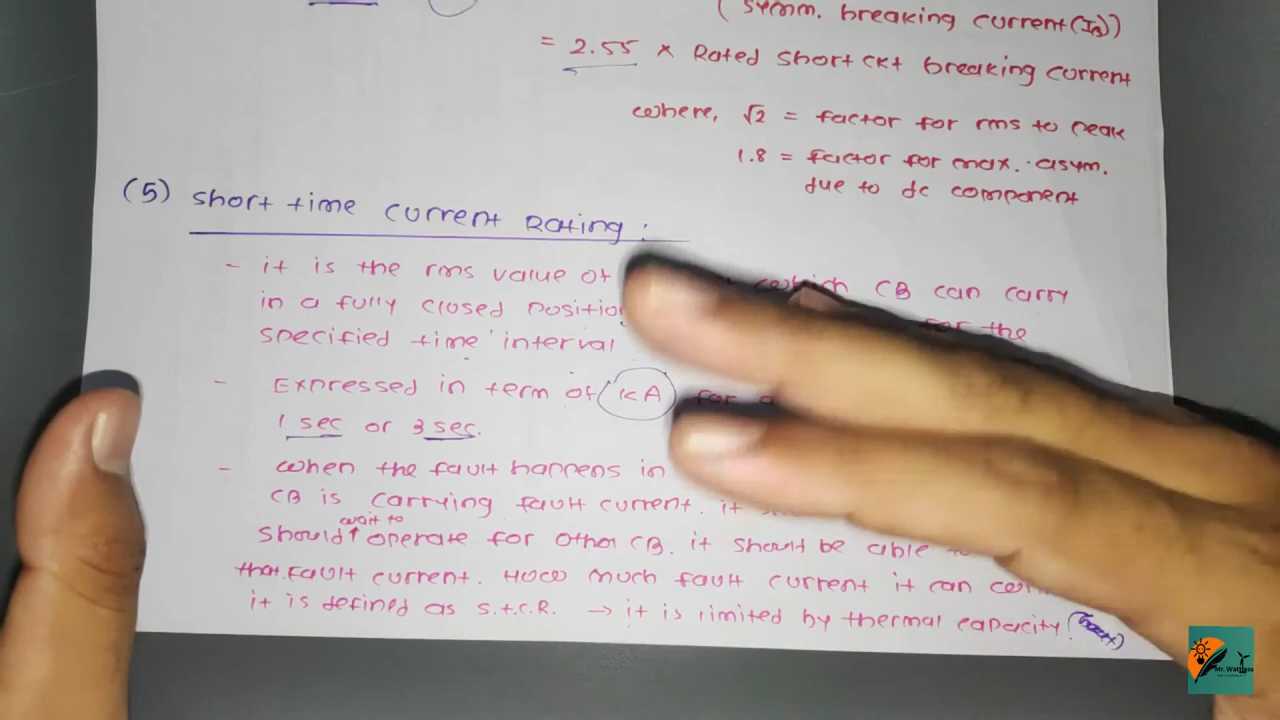 (symm. breaking current(IB))
= 2.55 × Rated short ckt breaking current
where, √2 = factor for rms to peak
1.8 = factor for max. asym.
due to dc component
(5) short time current Rating :
- it is the rms value of which CB can carry
in a fully closed position for the
specified time interval
- Expressed in term of KA for
1 sec or 3 sec.
- when the fault happens in
CB is carrying fault current. it
wait to
should operate for other CB. it should be able
that fault current. How much fault current it can
it is defined as s.t.c.R. → it is limited by thermal capacity.
Mr. Wattless